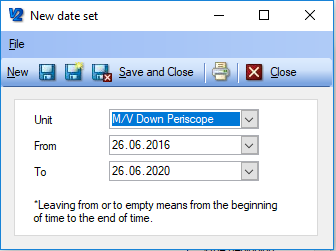 V2 New date set
File
New Save and Close Close
Unit M/V Down Periscope
From 26.06.2016
To 26.06.2020
*Leaving from or to empty means from the beginning
of time to the end of time.